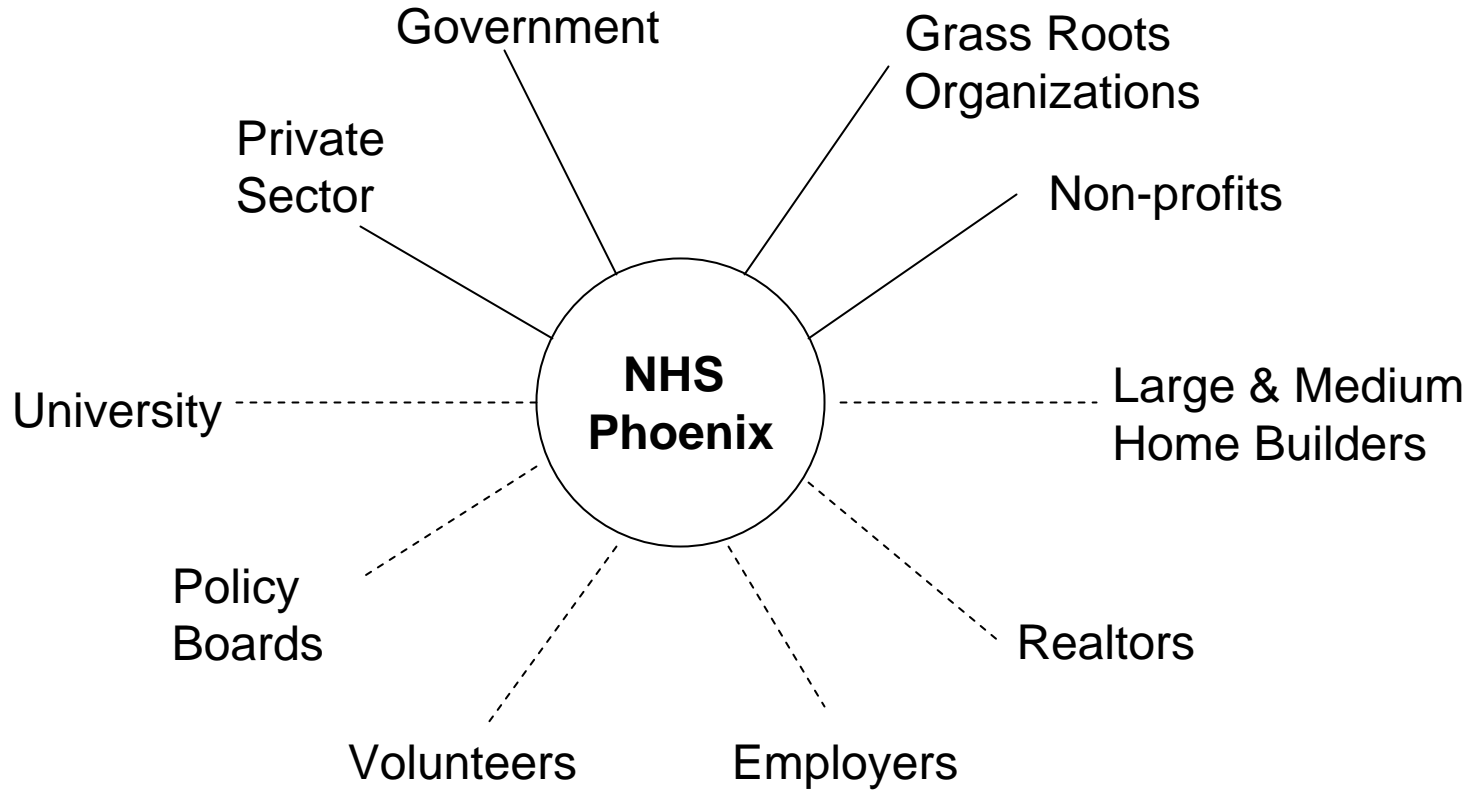 Government
Grass Roots
Organizations
Private
Sector
Non-profits
NHS
Phoenix
University
Large & Medium
Home Builders
Policy
Boards
Realtors
Volunteers
Employers